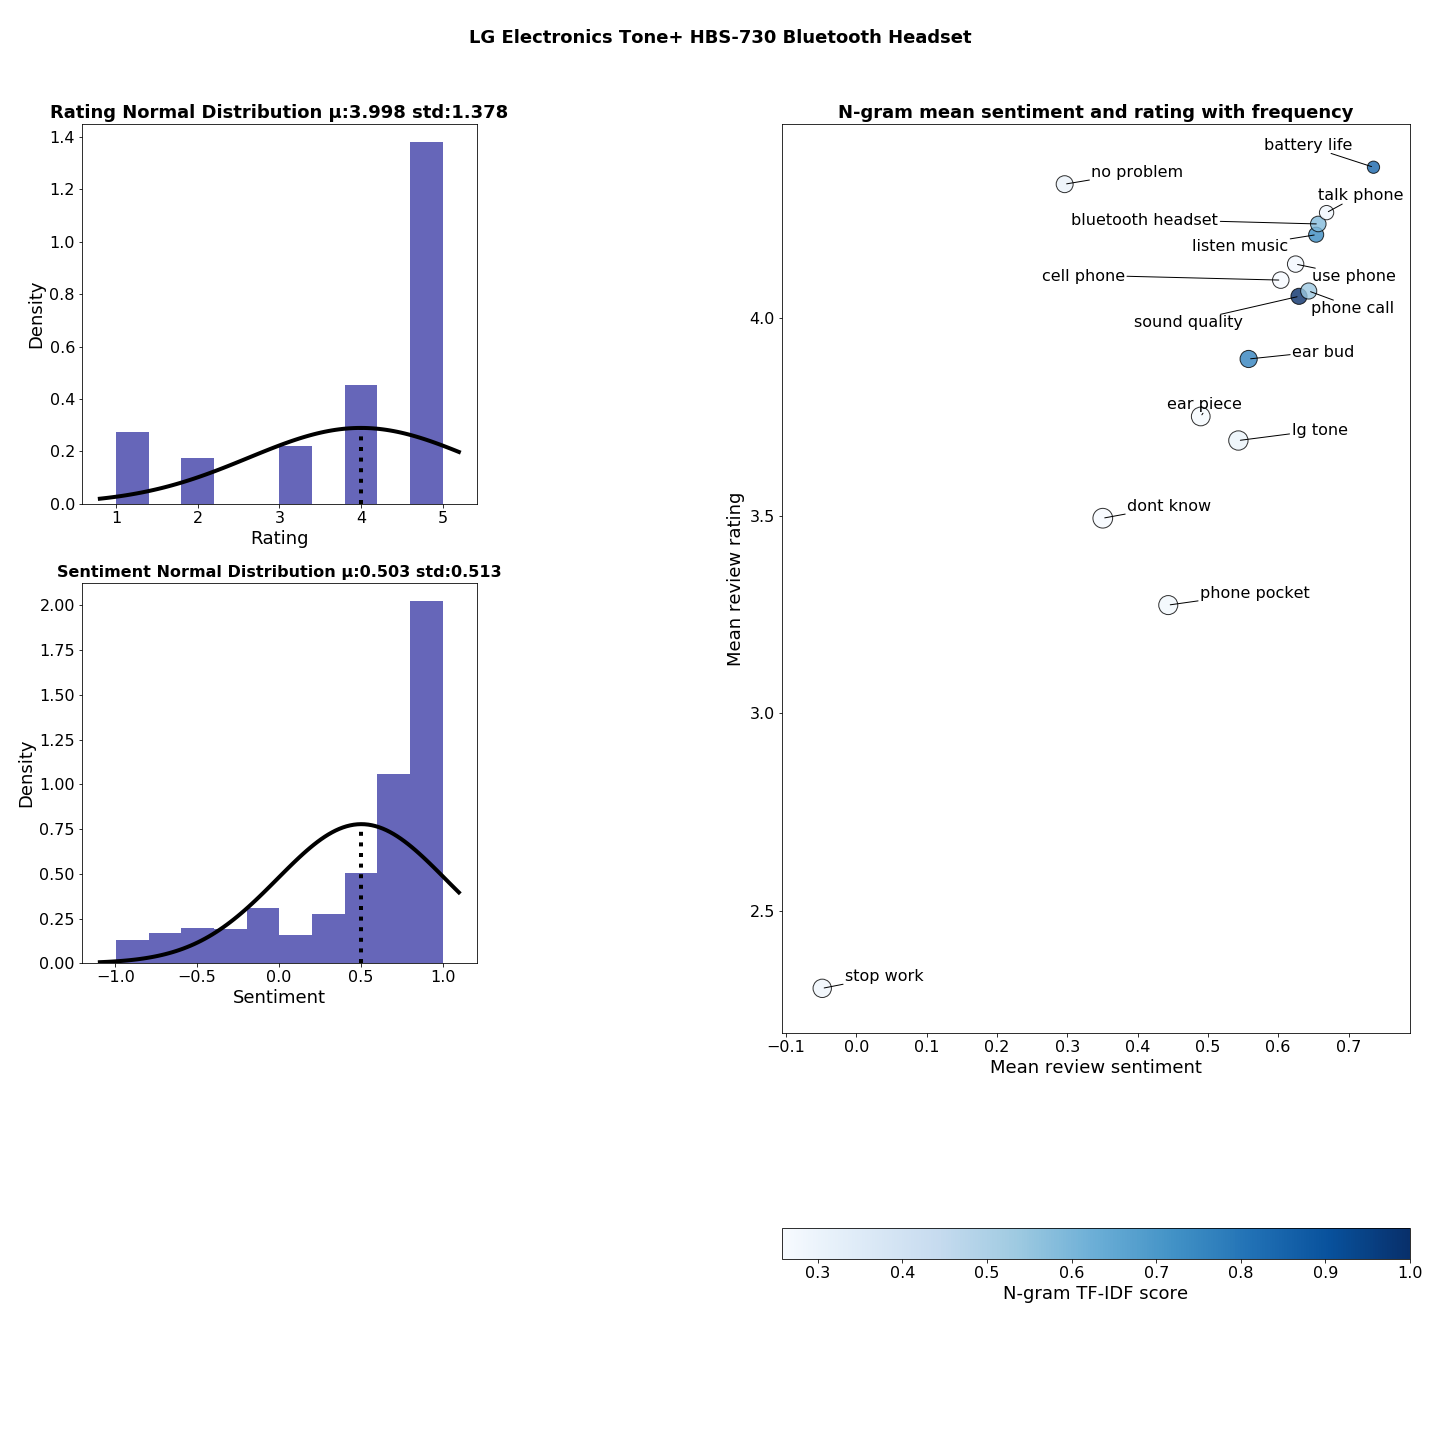 LG Electronics Tone+ HBS-730 Bluetooth Headset
Rating Normal Distribution μ:3.998 std:1.378
1.4
1.2
1.0
0.8
0.6
0.4
0.2
0.0
Density
1 2 3 4 5
Rating
Sentiment Normal Distribution μ:0.503 std:0.513
2.00
1.75
1.50
1.25
1.00
0.75
0.50
0.25
0.00
Density
−1.0 −0.5 0.0 0.5 1.0
Sentiment
N-gram mean sentiment and rating with frequency
battery life
no problem
talk phone
bluetooth headset
listen music
cell phone
use phone
phone call
sound quality
ear bud
ear piece
lg tone
dont know
phone pocket
stop work
4.0
3.5
3.0
2.5
Mean review rating
−0.1 0.0 0.1 0.2 0.3 0.4 0.5 0.6 0.7
Mean review sentiment
0.3 0.4 0.5 0.6 0.7 0.8 0.9 1.0
N-gram TF-IDF score